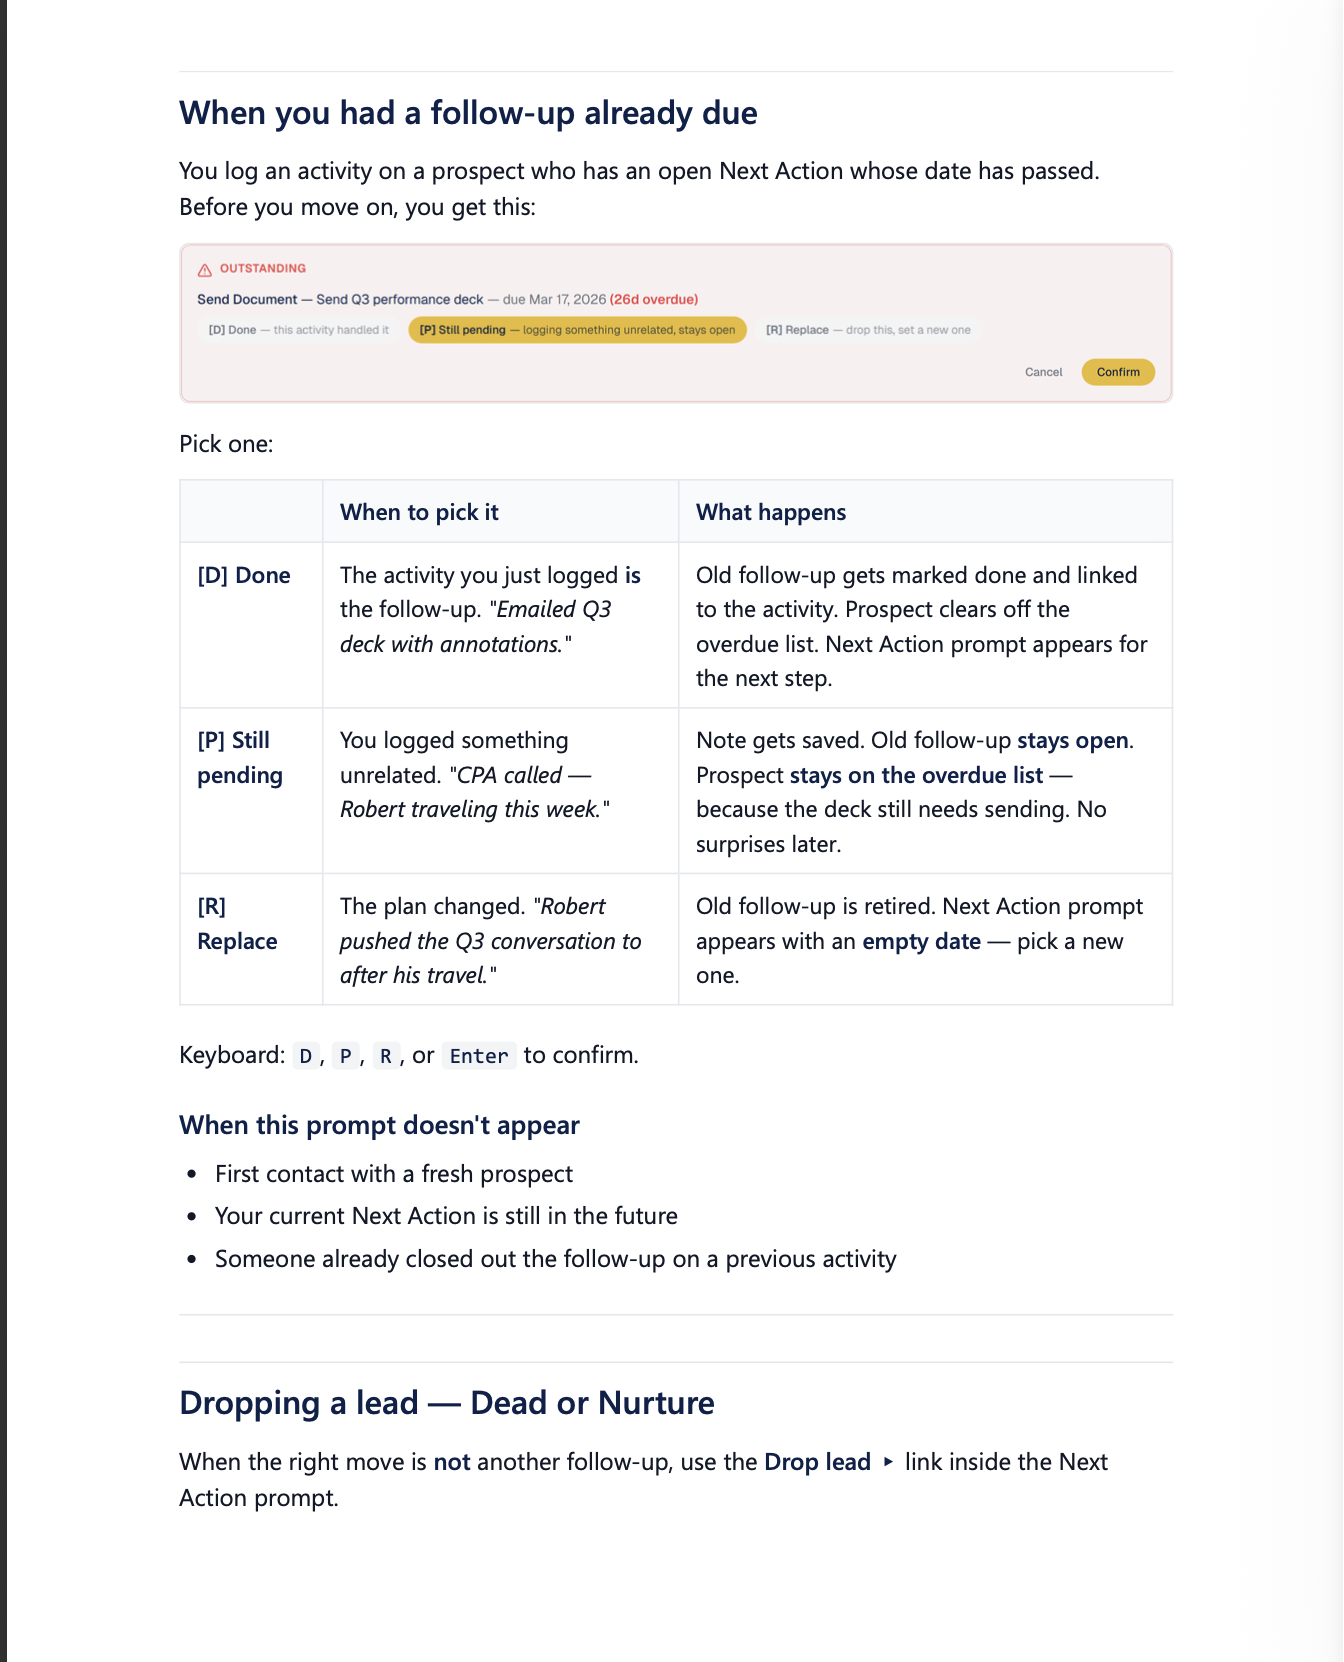 When you had a follow-up already due
You log an activity on a prospect who has an open Next Action whose date has passed.
Before you move on, you get this:
OUTSTANDING
Send Document — Send Q3 performance deck — due Mar 17, 2026 (26d overdue)
[D] Done — this activity handled it [P] Still pending — logging something unrelated, stays open [R] Replace — drop this, set a new one
Cancel Confirm
Pick one:
When to pick it What happens
[D] Done
The activity you just logged is
the follow-up. "Emailed Q3
deck with annotations."
Old follow-up gets marked done and linked
to the activity. Prospect clears off the
overdue list. Next Action prompt appears for
the next step.
[P] Still
pending
You logged something
unrelated. "CPA called —
Robert traveling this week."
Note gets saved. Old follow-up stays open.
Prospect stays on the overdue list —
because the deck still needs sending. No
surprises later.
[R]
Replace
The plan changed. "Robert
pushed the Q3 conversation to
after his travel."
Old follow-up is retired. Next Action prompt
appears with an empty date — pick a new
one.
Keyboard: D, P, R, or Enter to confirm.
When this prompt doesn't appear
• First contact with a fresh prospect
• Your current Next Action is still in the future
• Someone already closed out the follow-up on a previous activity
Dropping a lead — Dead or Nurture
When the right move is not another follow-up, use the Drop lead ▸ link inside the Next
Action prompt.